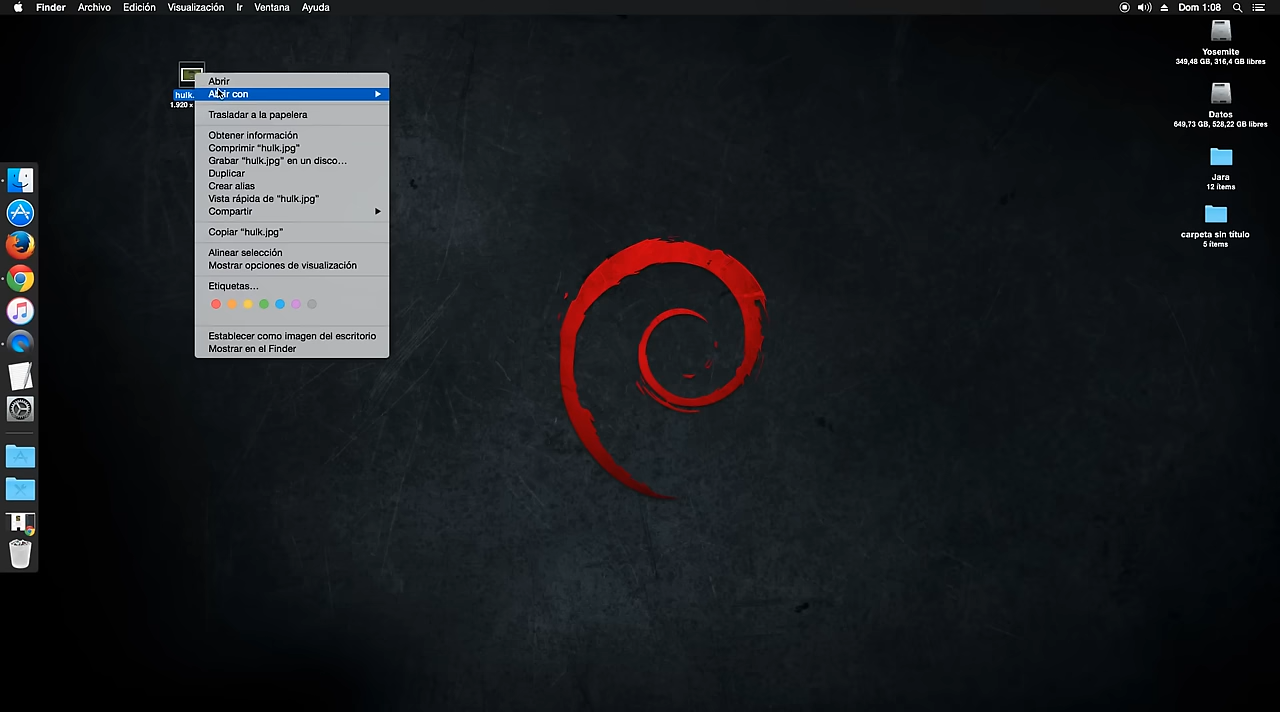 Finder Archivo Edición Visualización Ir Ventana Ayuda
Dom 1:08
Yosemite
349,48 GB, 316,4 GB libres
Datos
649,73 GB, 528,22 GB libres
Jara
12 ítems
carpeta sin título
5 ítems
hulk.
1.920 x
Abrir
Abrir con
Trasladar a la papelera
Obtener información
Comprimir “hulk.jpg”
Grabar “hulk.jpg” en un disco…
Duplicar
Crear alias
Vista rápida de “hulk.jpg”
Compartir
Copiar “hulk.jpg”
Alinear selección
Mostrar opciones de visualización
Etiquetas…
Establecer como imagen del escritorio
Mostrar en el Finder